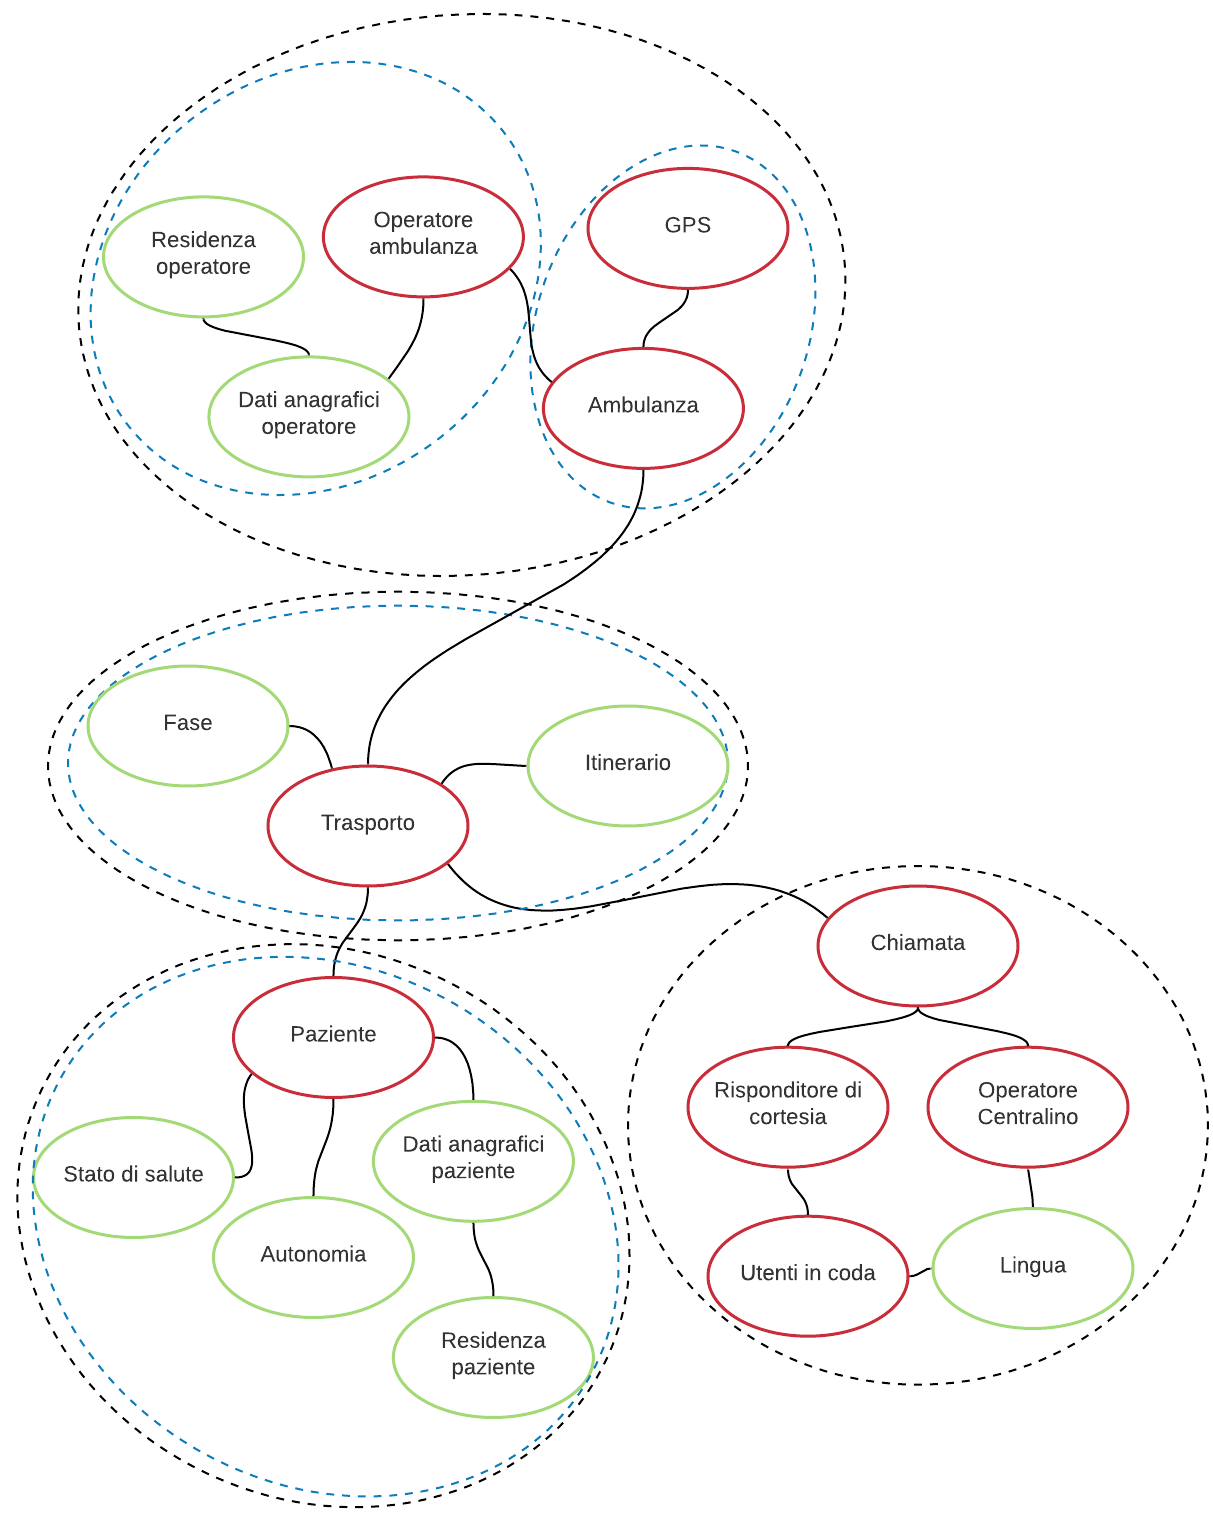 Residenza
operatore
Operatore
ambulanza
GPS
Dati anagrafici
operatore
Ambulanza
Fase
Itinerario
Trasporto
Chiamata
Paziente
Risponditore di
cortesia
Operatore
Centralino
Stato di salute
Dati anagrafici
paziente
Autonomia
Utenti in coda
Lingua
Residenza
paziente